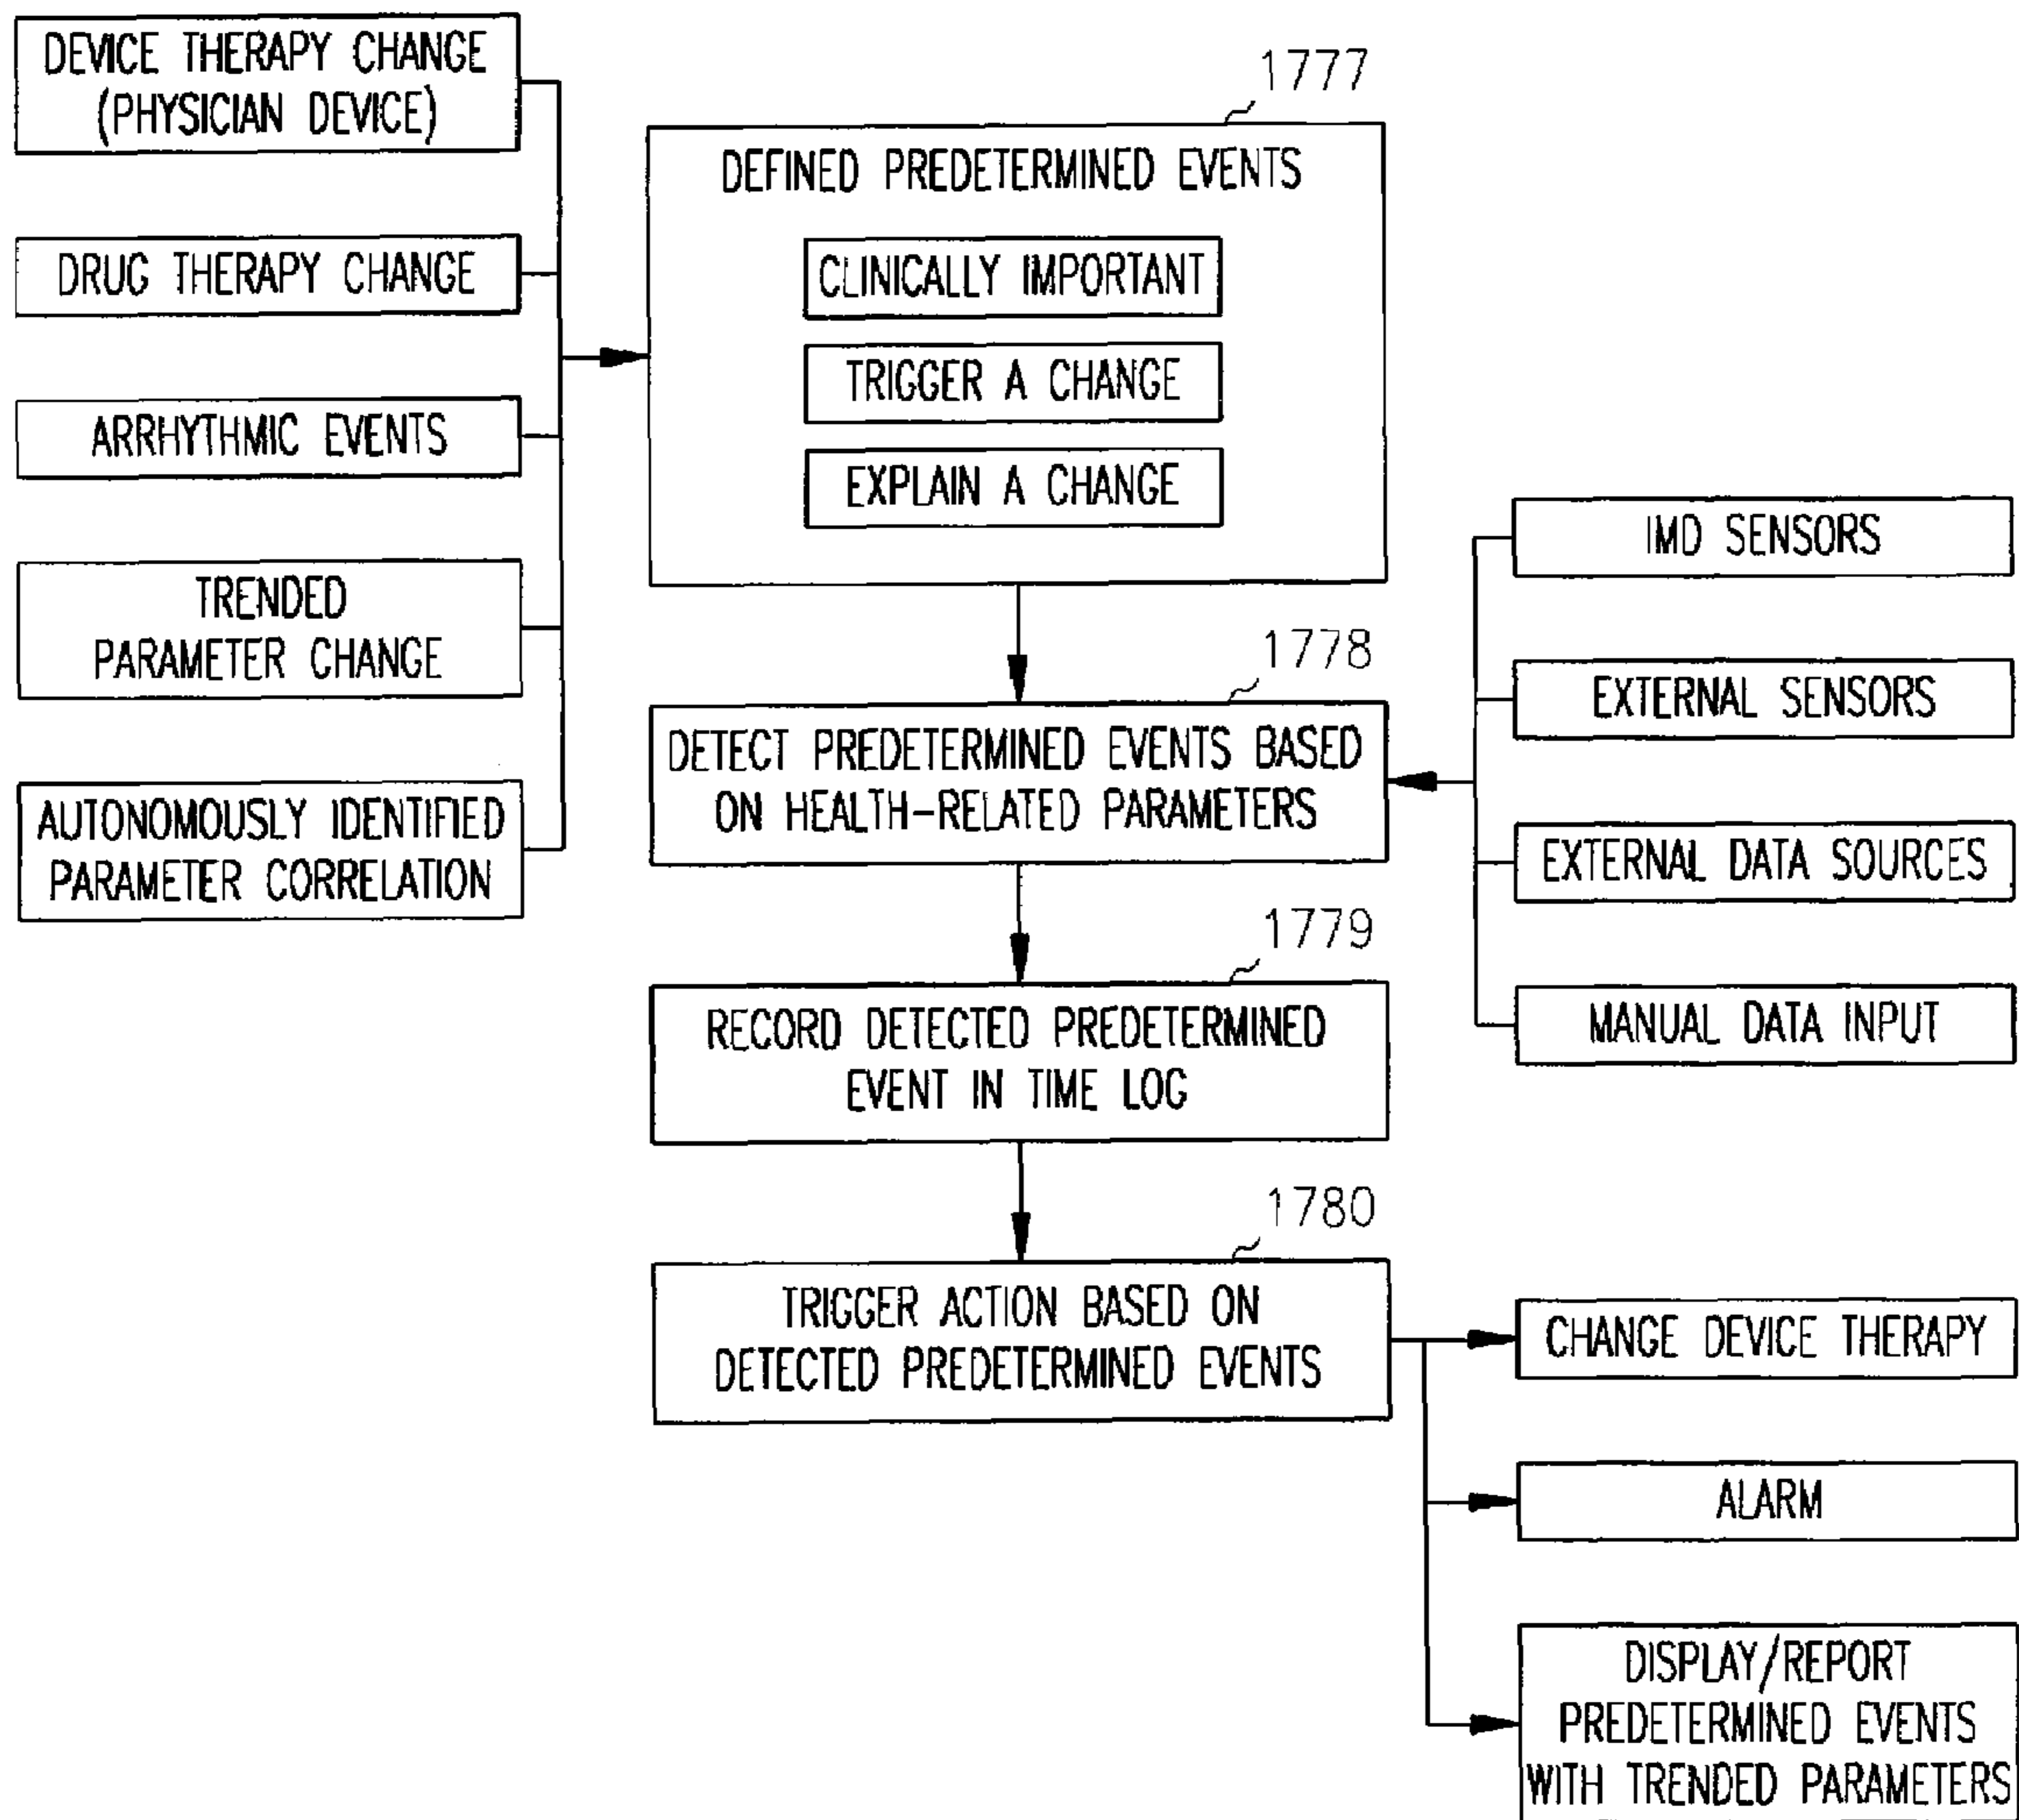 DEVICE THERAPY CHANGE
(PHYSICIAN DEVICE)
DRUG THERAPY CHANGE
ARRHYTHMIC EVENTS
TRENDED
PARAMETER CHANGE
AUTONOMOUSLY IDENTIFIED
PARAMETER CORRELATION
1777
DEFINED PREDETERMINED EVENTS
CLINICALLY IMPORTANT
TRIGGER A CHANGE
EXPLAIN A CHANGE
1778
DETECT PREDETERMINED EVENTS BASED
ON HEALTH-RELATED PARAMETERS
IMD SENSORS
EXTERNAL SENSORS
EXTERNAL DATA SOURCES
MANUAL DATA INPUT
1779
RECORD DETECTED PREDETERMINED
EVENT IN TIME LOG
1780
TRIGGER ACTION BASED ON
DETECTED PREDETERMINED EVENTS
CHANGE DEVICE THERAPY
ALARM
DISPLAY/REPORT
PREDETERMINED EVENTS
WITH TRENDED PARAMETERS